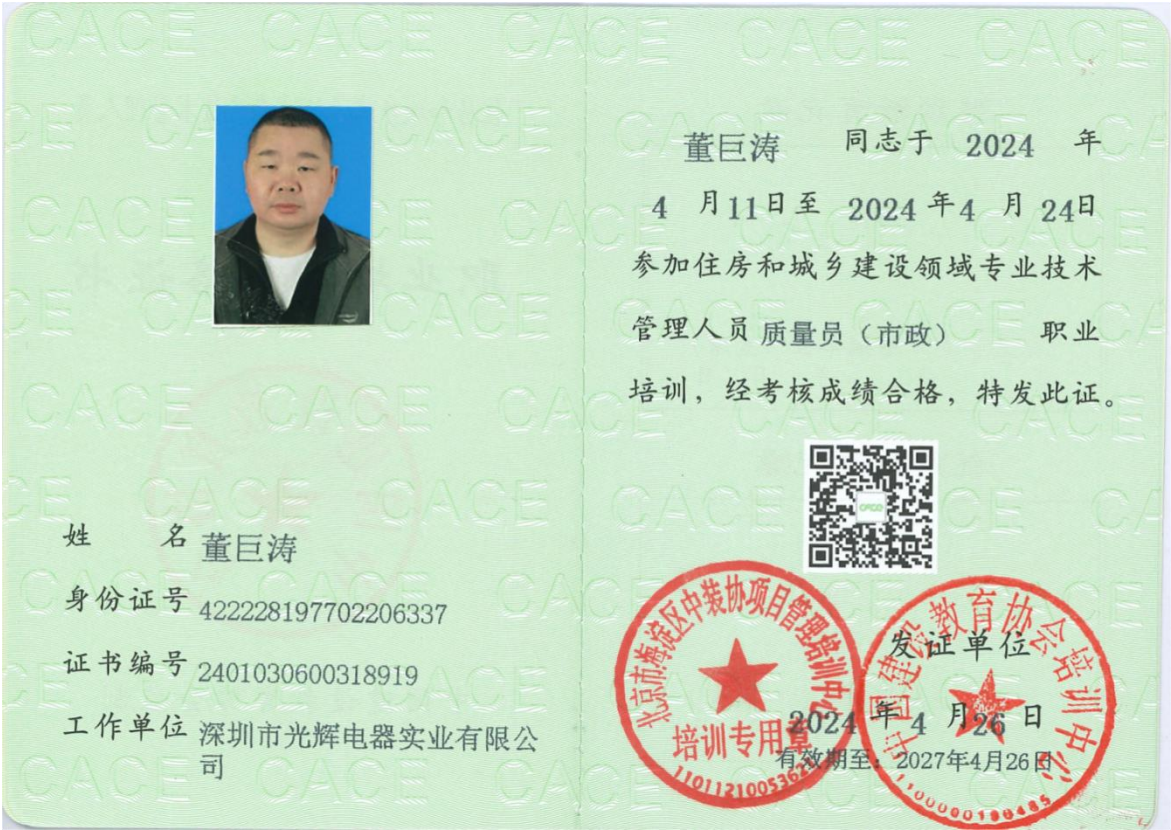 姓 名 董巨涛
身份证号 422228197702206337
证书编号 2401030600318919
工作单位 深圳市光辉电器实业有限公
司
董巨涛 同志于 2024 年
4 月 11 日至 2024 年 4 月 24 日
参加住房和城乡建设领域专业技术
管理人员 质量员（市政） 职业
培训，经考核成绩合格，特发此证。
北京市海淀区中装协项目管理培训中心
培训专用章
中国建设教育协会培训中心
发证单位
2024 年 4 月 26 日
有效期至：2027年4月26日
CACE